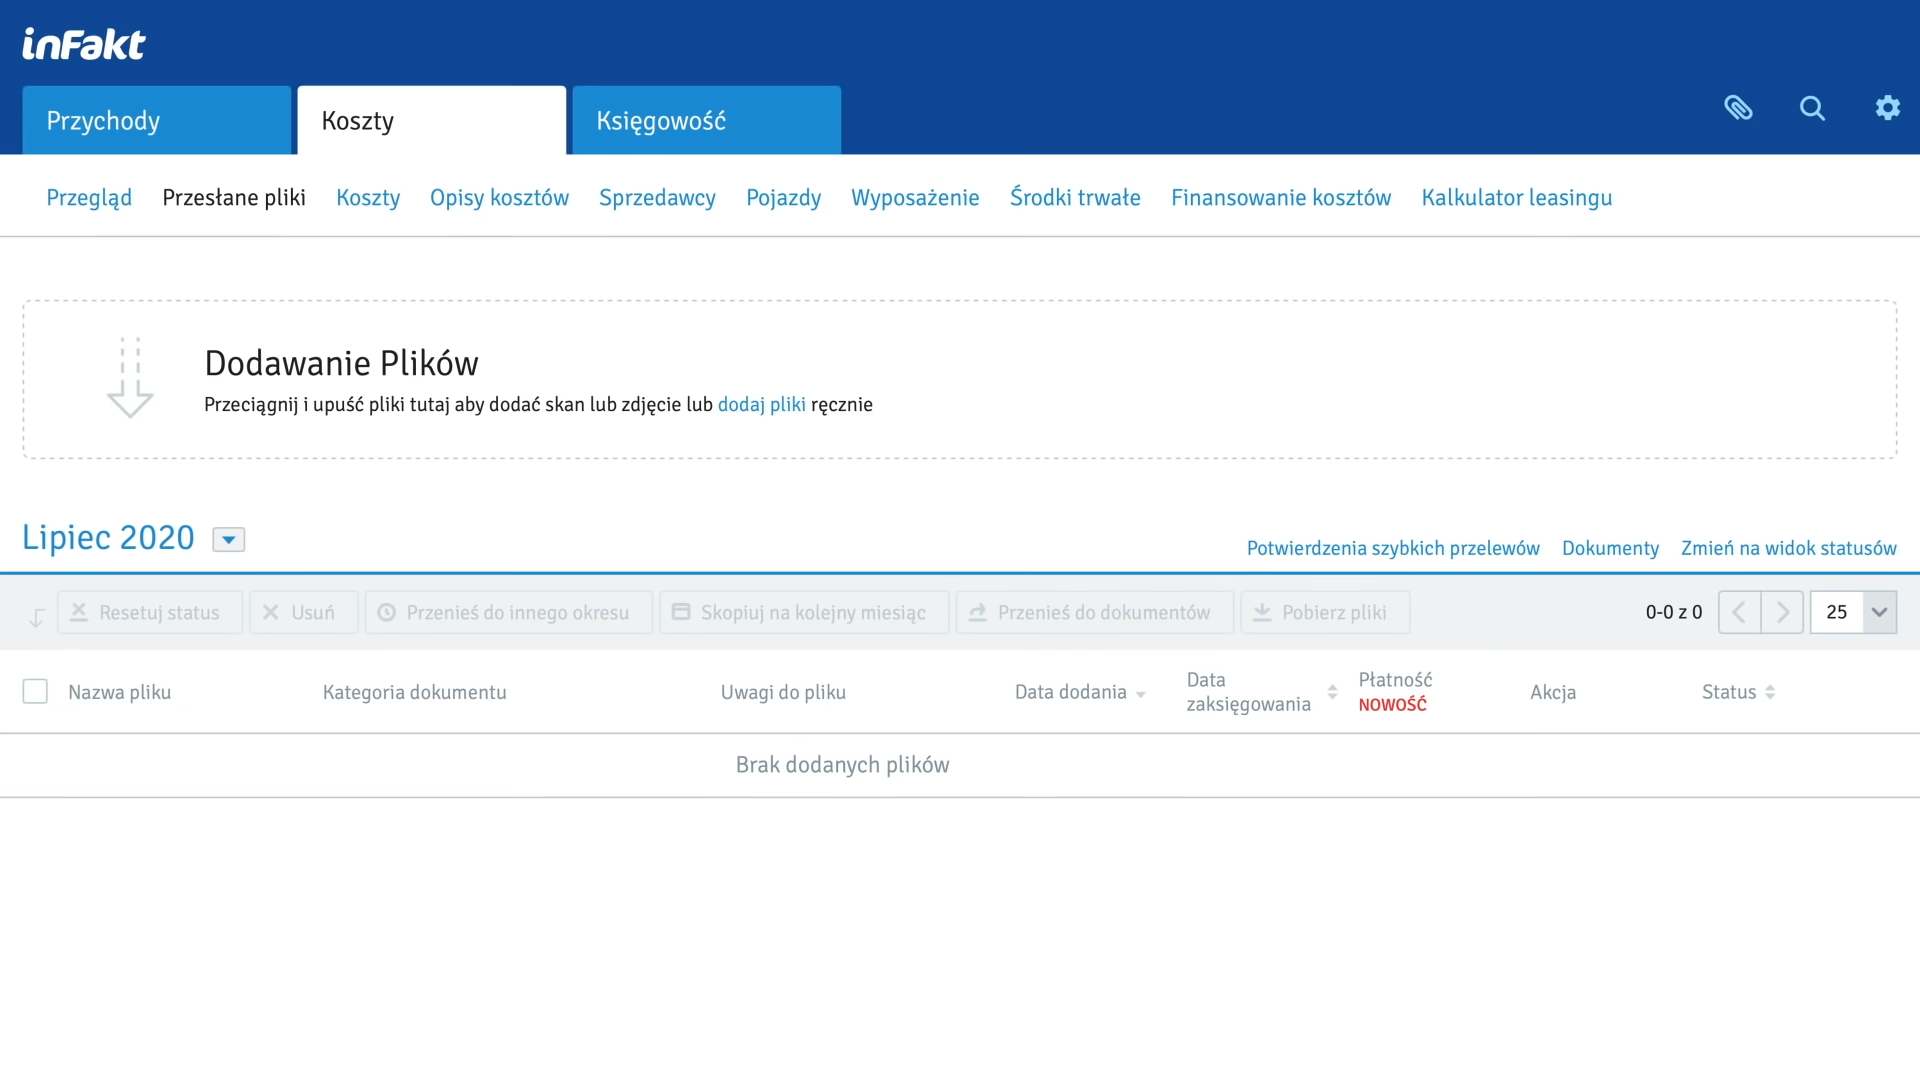 inFakt
Przychody
Koszty
Księgowość
Przegląd
Przesłane pliki
Koszty
Opisy kosztów
Sprzedawcy
Pojazdy
Wyposażenie
Środki trwałe
Finansowanie kosztów
Kalkulator leasingu
Dodawanie Plików
Przeciągnij i upuść pliki tutaj aby dodać skan lub zdjęcie lub dodaj pliki ręcznie
Lipiec 2020
Potwierdzenia szybkich przelewów
Dokumenty
Zmień na widok statusów
Resetuj status
Usuń
Przenieś do innego okresu
Skopiuj na kolejny miesiąc
Przenieś do dokumentów
Pobierz pliki
0-0 z 0
25
Nazwa pliku
Kategoria dokumentu
Uwagi do pliku
Data dodania
Data
zaksięgowania
Płatność
NOWOŚĆ
Akcja
Status
Brak dodanych plików